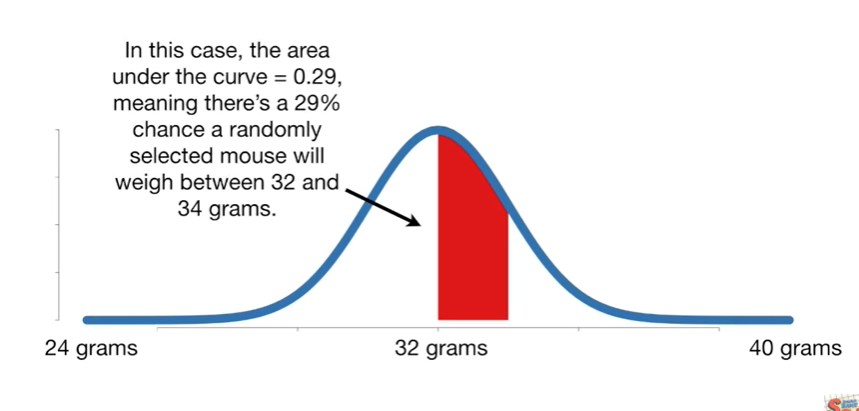 In this case, the area
under the curve = 0.29,
meaning there's a 29%
chance a randomly
selected mouse will
weigh between 32 and
34 grams.
24 grams
32 grams
40 grams